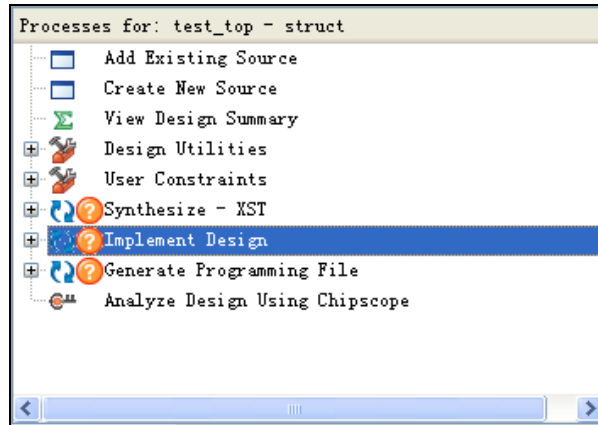 Processes for: test_top - struct
Add Existing Source
Create New Source
View Design Summary
Design Utilities
User Constraints
Synthesize - XST
Implement Design
Generate Programming File
Analyze Design Using Chipscope